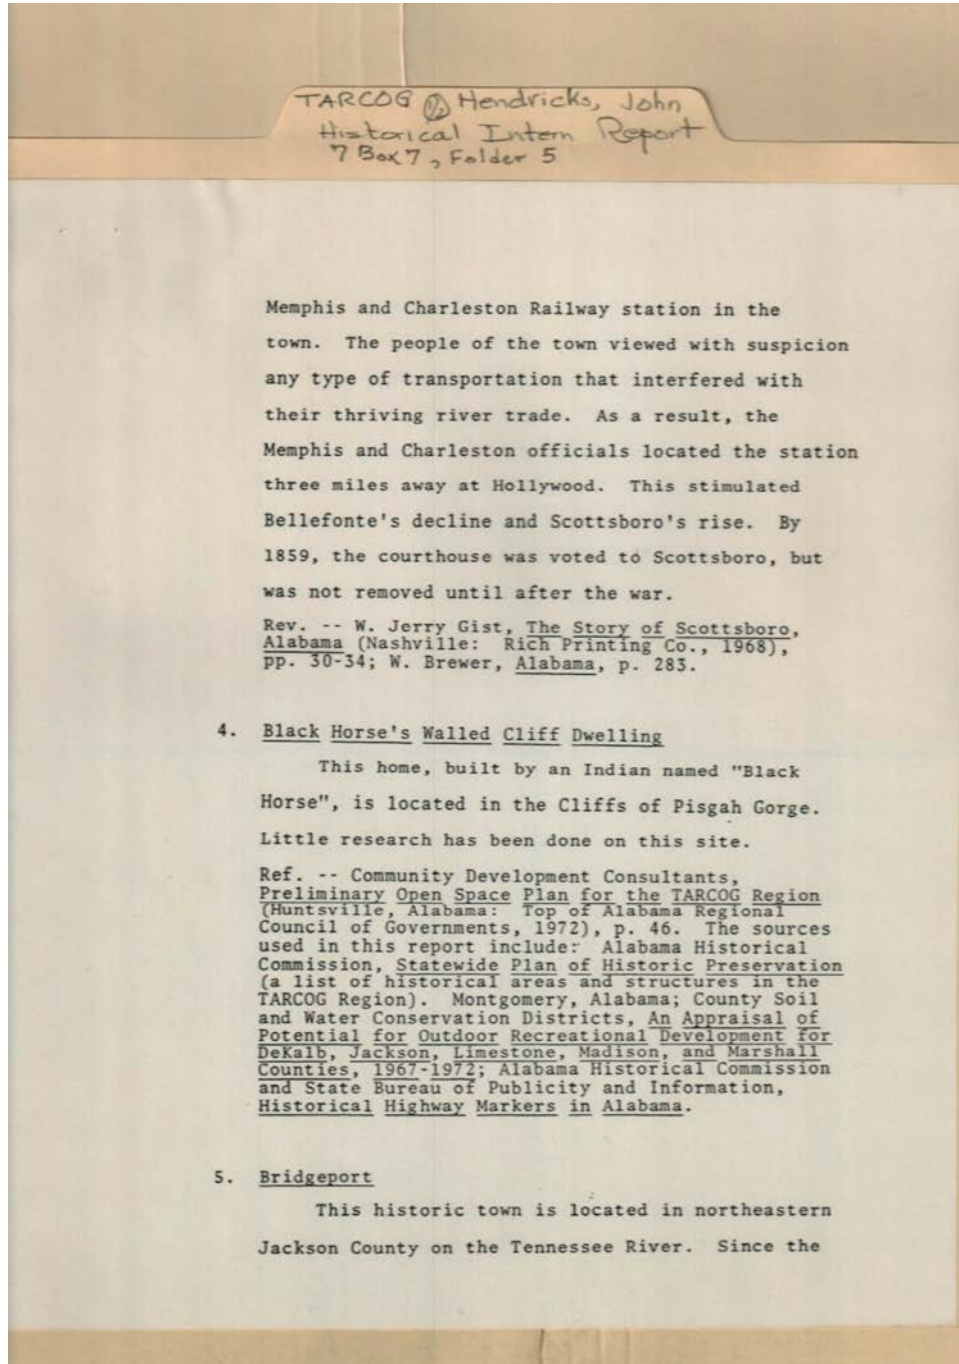 TARCOG 1/2 Hendricks, John
Historical Intern Report
7 Box 7, Folder 5
Memphis and Charleston Railway station in the
town. The people of the town viewed with suspicion
any type of transportation that interfered with
their thriving river trade. As a result, the
Memphis and Charleston officials located the station
three miles away at Hollywood. This stimulated
Bellefonte's decline and Scottsboro's rise. By
1859, the courthouse was voted to Scottsboro, but
was not removed until after the war.
Rev. -- W. Jerry Gist, The Story of Scottsboro,
Alabama (Nashville: Rich Printing Co., 1968),
pp. 30-34; W. Brewer, Alabama, p. 283.
4. Black Horse's Walled Cliff Dwelling
This home, built by an Indian named "Black
Horse", is located in the Cliffs of Pisgah Gorge.
Little research has been done on this site.
Ref. -- Community Development Consultants,
Preliminary Open Space Plan for the TARCOG Region
(Huntsville, Alabama: Top of Alabama Regional
Council of Governments, 1972), p. 46. The sources
used in this report include: Alabama Historical
Commission, Statewide Plan of Historic Preservation
(a list of historical areas and structures in the
TARCOG Region). Montgomery, Alabama; County Soil
and Water Conservation Districts, An Appraisal of
Potential for Outdoor Recreational Development for
DeKalb, Jackson, Limestone, Madison, and Marshall
Counties, 1967-1972; Alabama Historical Commission
and State Bureau of Publicity and Information,
Historical Highway Markers in Alabama.
5. Bridgeport
This historic town is located in northeastern
Jackson County on the Tennessee River. Since the